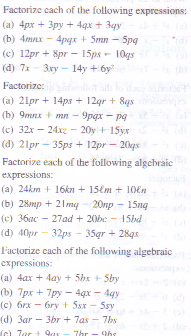 Factorize each of the following expressions:
(a) 4px + 3py + 4qx + 3qy
(b) 4mnx − 4pqx + 5mn − 5pq
(c) 12pr + 8pr − 15ps − 10qs
(d) 7x − 3xy − 14y + 6y²
Factorize:
(a) 21pr + 14ps + 12qr + 8qs
(b) 9mnx + mn − 9pqx − pq
(c) 32x − 24xz − 20y + 15yx
(d) 21pr − 35ps + 12pr − 20qs
Factorize each of the following algebraic
expressions:
(a) 24km + 16kn + 15ℓm + 10ℓn
(b) 28mp + 21mq − 20np − 15nq
(c) 36ac − 27ad + 20bc − 15bd
(d) 40pr − 32ps − 35qr + 28qs
Factorize each of the following algebraic
expressions:
(a) 4ax + 4ay + 5bx + 5by
(b) 7px + 7py − 4qx − 4qy
(c) 6rx − 6ry + 5sx − 5sy
(d) 3ar − 3br + 7as − 7bs